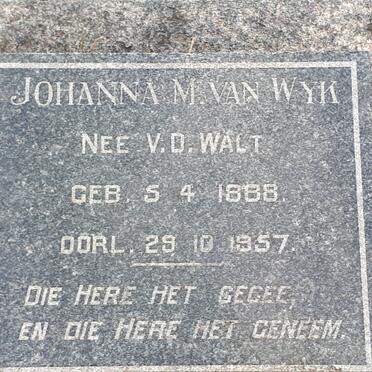 JOHANNA M. VAN WYK
NEE V.D. WALT
GEB. 5 4 1888.
OORL. 29 10 1957.
DIE HERE HET GEGEE,
EN DIE HERE HET GENEEM.